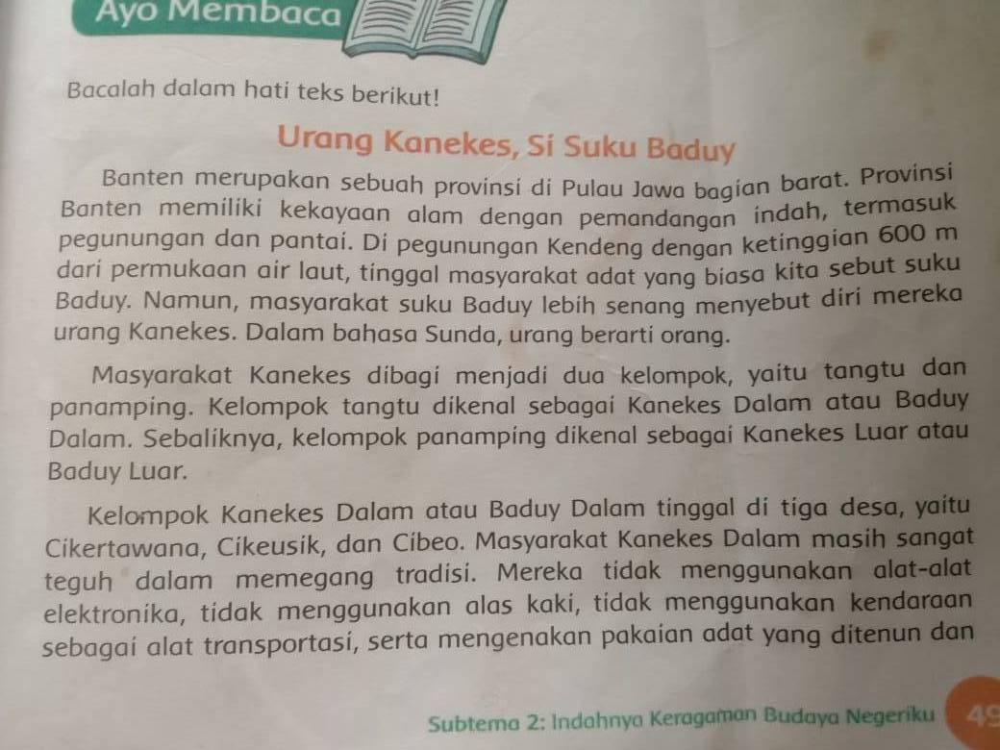 Ayo Membaca
Bacalah dalam hati teks berikut!
Urang Kanekes, Si Suku Baduy
Banten merupakan sebuah provinsi di Pulau Jawa bagian barat. Provinsi
Banten memiliki kekayaan alam dengan pemandangan indah, termasuk
pegunungan dan pantai. Di pegunungan Kendeng dengan ketinggian 600 m
dari permukaan air laut, tinggal masyarakat adat yang biasa kita sebut suku
Baduy. Namun, masyarakat suku Baduy lebih senang menyebut diri mereka
urang Kanekes. Dalam bahasa Sunda, urang berarti orang.
Masyarakat Kanekes dibagi menjadi dua kelompok, yaitu tangtu dan
panamping. Kelompok tangtu dikenal sebagai Kanekes Dalam atau Baduy
Dalam. Sebaliknya, kelompok panamping dikenal sebagai Kanekes Luar atau
Baduy Luar.
Kelompok Kanekes Dalam atau Baduy Dalam tinggal di tiga desa, yaitu
Cikertawana, Cikeusik, dan Cibeo. Masyarakat Kanekes Dalam masih sangat
teguh dalam memegang tradisi. Mereka tidak menggunakan alat-alat
elektronika, tidak menggunakan alas kaki, tidak menggunakan kendaraan
sebagai alat transportasi, serta mengenakan pakaian adat yang ditenun dan
Subtema 2: Indahnya Keragaman Budaya Negeriku 49